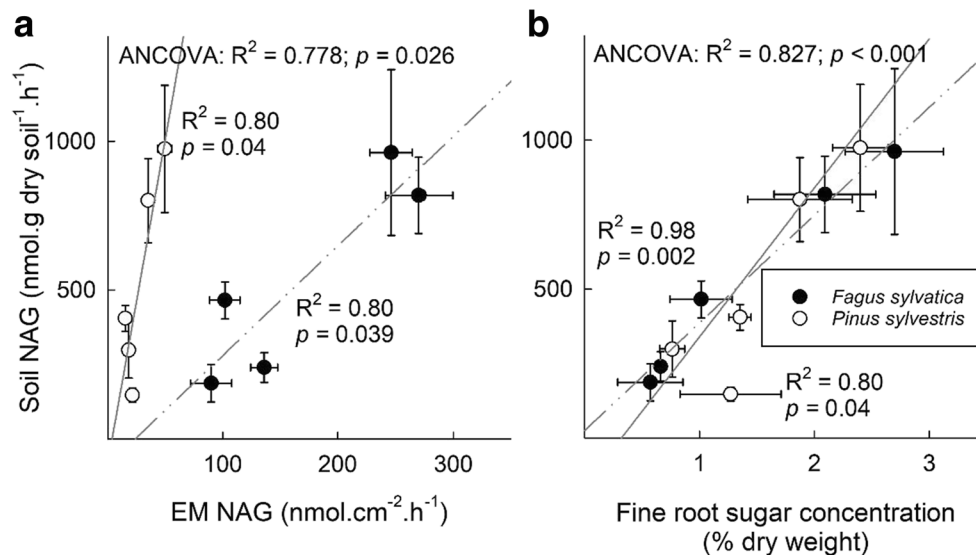 a
b
ANCOVA: R² = 0.778; p = 0.026
R² = 0.80
p = 0.04
R² = 0.80
p = 0.039
Soil NAG (nmol.g dry soil⁻¹.h⁻¹)
1000
500
100
200
300
EM NAG (nmol.cm⁻².h⁻¹)
ANCOVA: R² = 0.827; p < 0.001
R² = 0.98
p = 0.002
Fagus sylvatica
Pinus sylvestris
R² = 0.80
p = 0.04
1000
500
1
2
3
Fine root sugar concentration
(% dry weight)